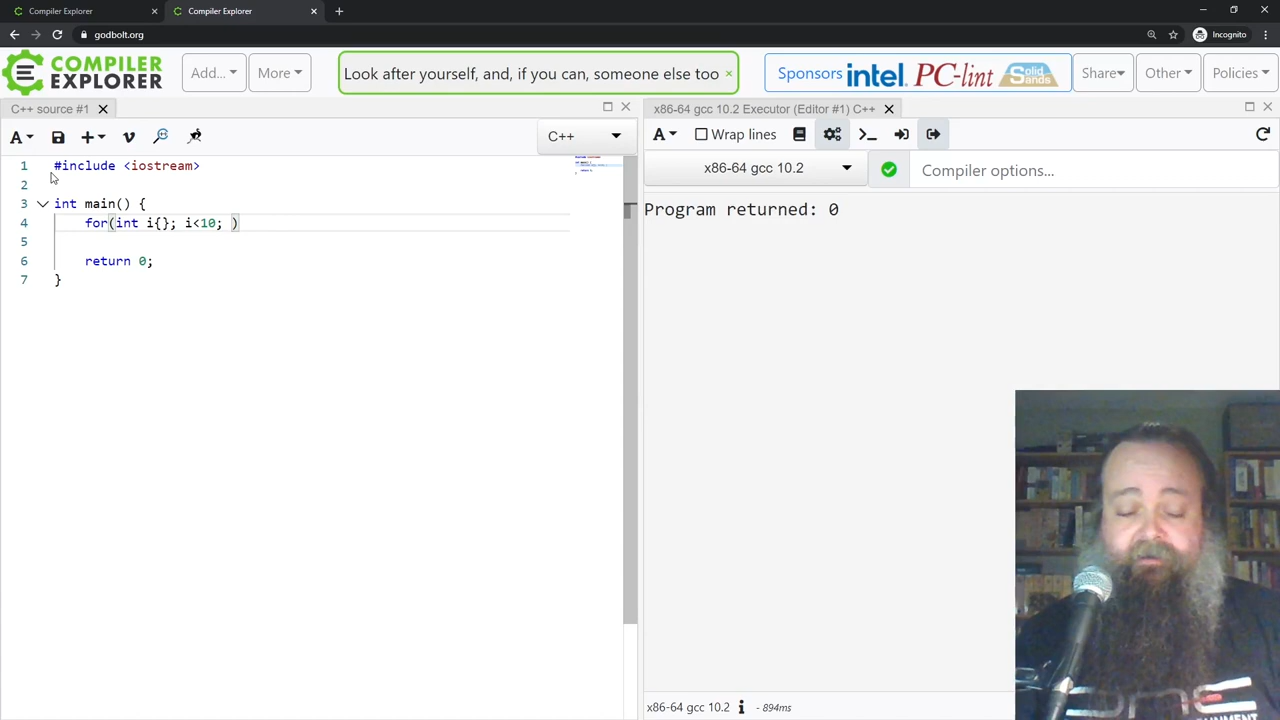 Compiler Explorer
Compiler Explorer
godbolt.org
Incognito
COMPILER
EXPLORER
Add...
More
Look after yourself, and, if you can, someone else too
Sponsors intel PC-lint Solid Sands
Share
Other
Policies
C++ source #1
A
C++
1 #include <iostream>
2
3 int main() {
4 for(int i{}; i<10; )
5
6 return 0;
7 }
x86-64 gcc 10.2 Executor (Editor #1) C++
A
Wrap lines
x86-64 gcc 10.2
Compiler options...
Program returned: 0
x86-64 gcc 10.2
- 894ms